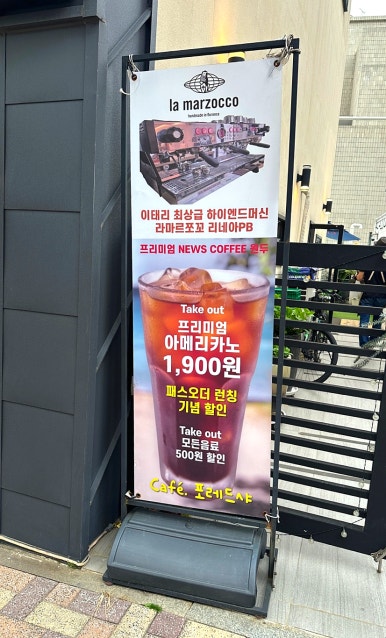 la marzocco
handmade in florence
이태리 최상급 하이엔드머신
라마르쪼꼬 리네아PB
프리미엄 NEWS COFFEE 원두
Take out
프리미엄
아메리카노
1,900원
패스오더 런칭
기념 할인
Take out
모든음료
500원 할인
Café. 포레드샤